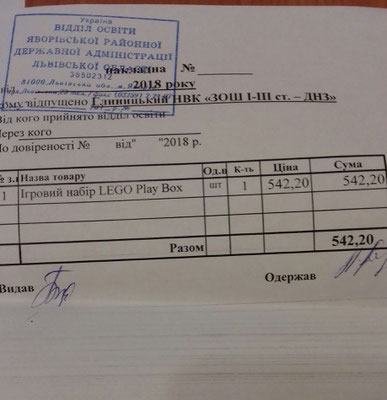 Україна
ВІДДІЛ ОСВІТИ
ЯВОРІВСЬКОЇ РАЙОННОЇ
ДЕРЖАВНОЇ АДМІНІСТРАЦІЇ
ЛЬВІВСЬКОЇ
накладна №
2018 року
кому відпущено Глиницький НВК «ЗОШ І-ІІІ ст. – ДНЗ»
Від кого прийнято відділ освіти
Через кого
По довіреності № від" "2018 р.
№ з.п Назва товару Од.в К-ть Ціна Сума
1 Ігровий набір LEGO Play Box шт 1 542,20 542,20
Разом 542,20
Видав Одержав